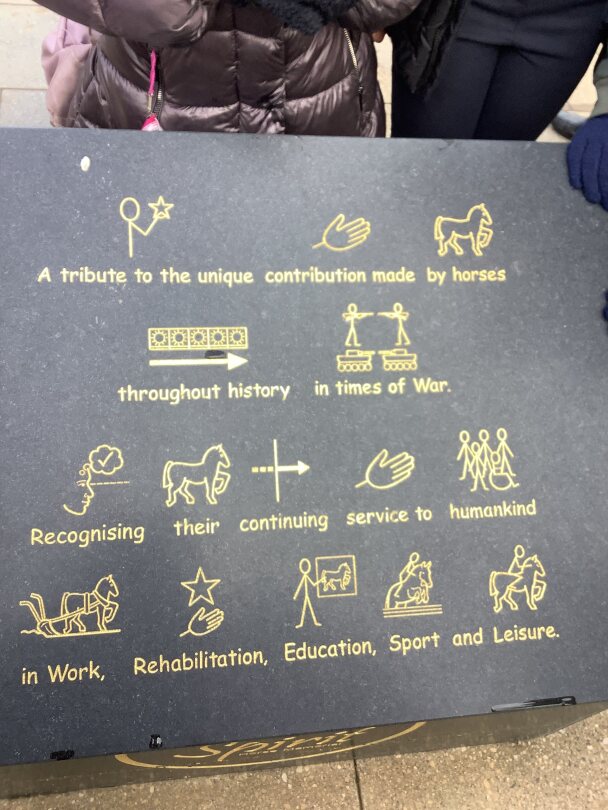 A tribute to the unique contribution made by horses
throughout history in times of War.
Recognising their continuing service to humankind
in Work, Rehabilitation, Education, Sport and Leisure.
Spirit